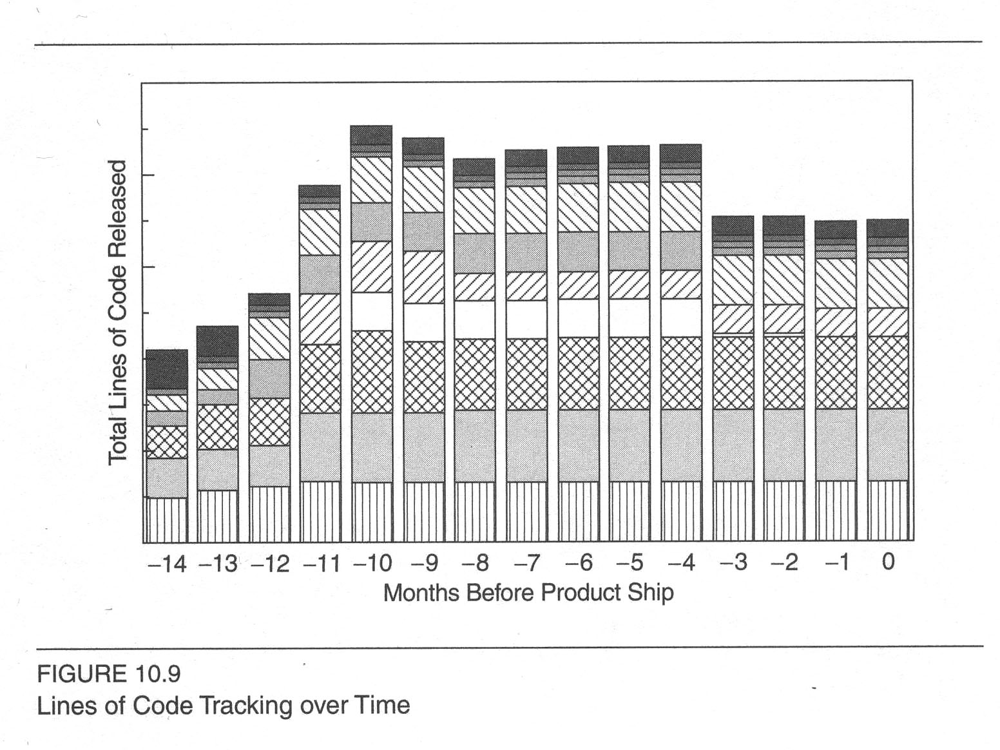 Total Lines of Code Released
–14 –13 –12 –11 –10 –9 –8 –7 –6 –5 –4 –3 –2 –1 0
Months Before Product Ship
FIGURE 10.9
Lines of Code Tracking over Time